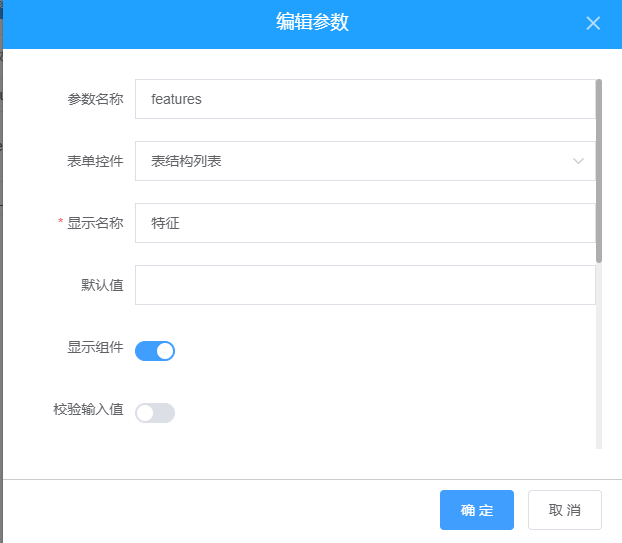 编辑参数
参数名称 features
表单控件 表结构列表
* 显示名称 特征
默认值
显示组件
校验输入值
确 定 取 消